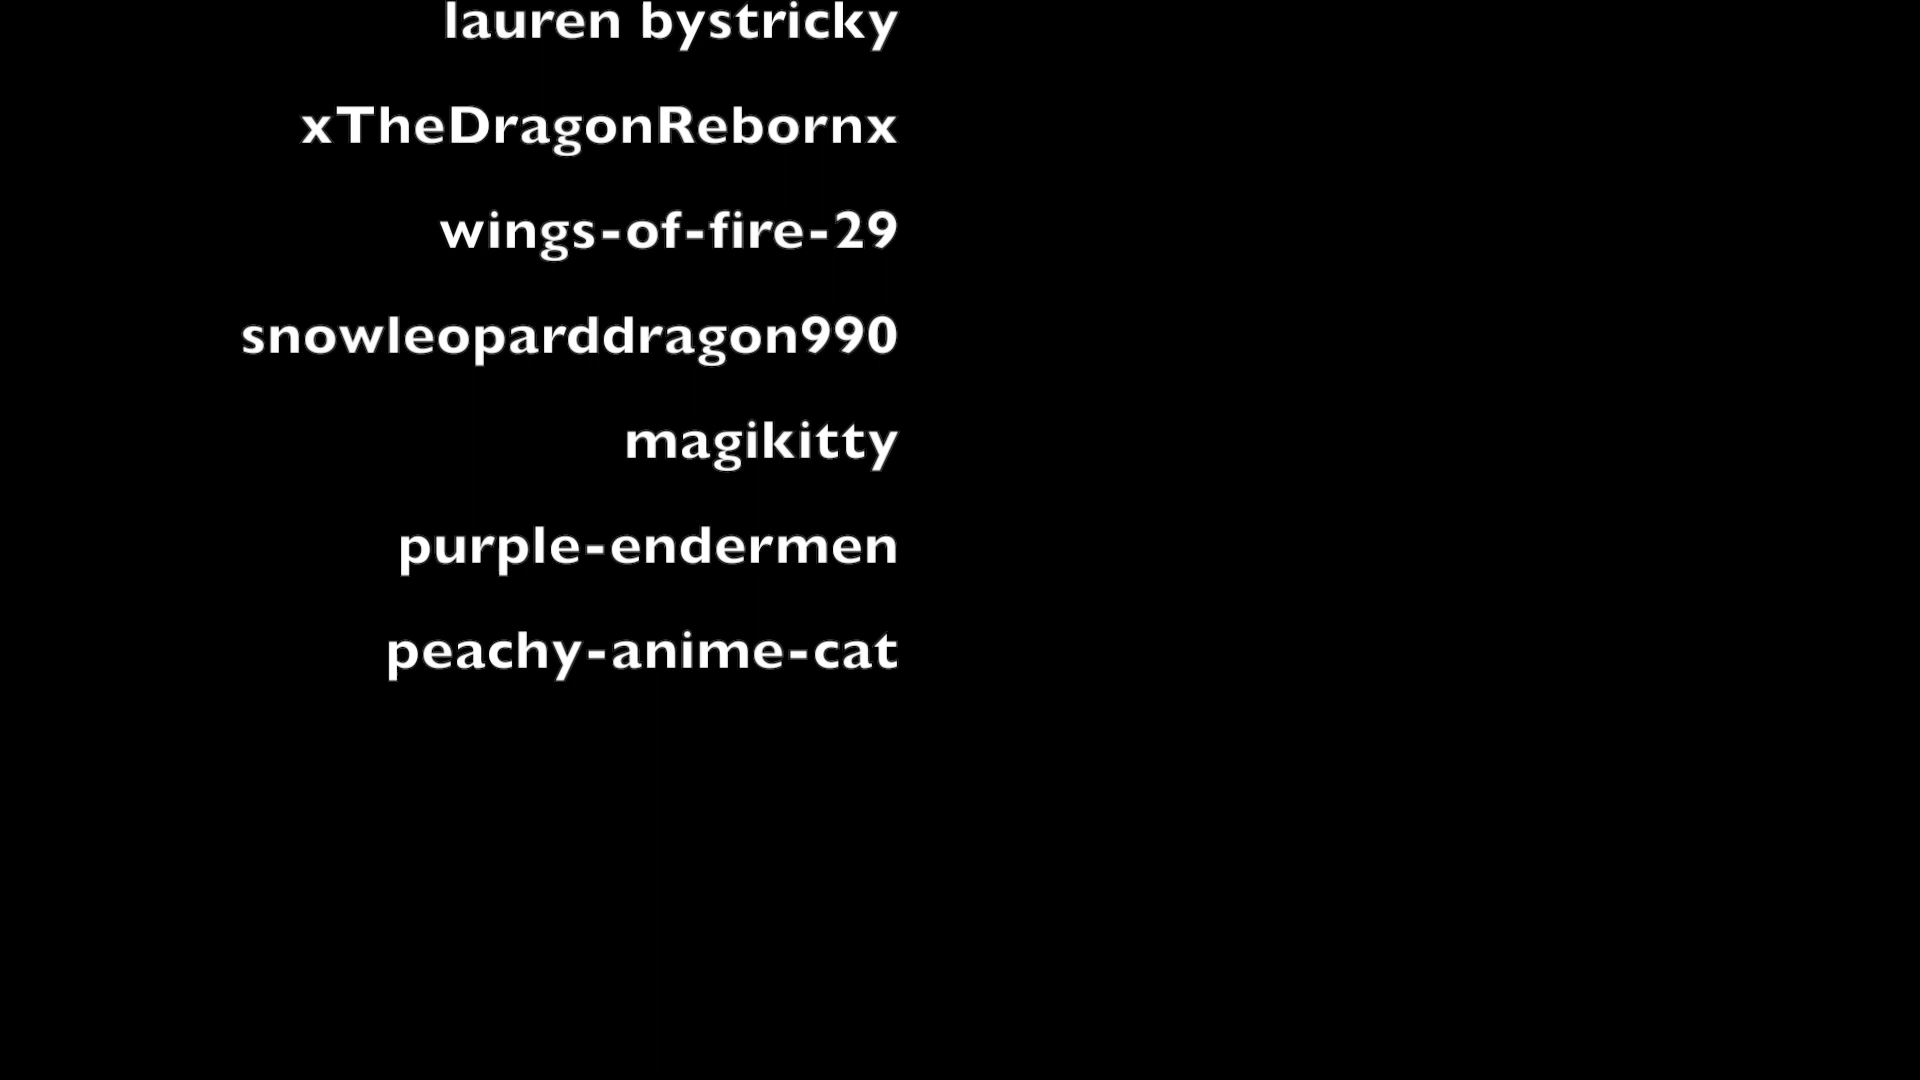 lauren bystricky
xTheDragonRebornx
wings-of-fire-29
snowleoparddragon990
magikitty
purple-endermen
peachy-anime-cat